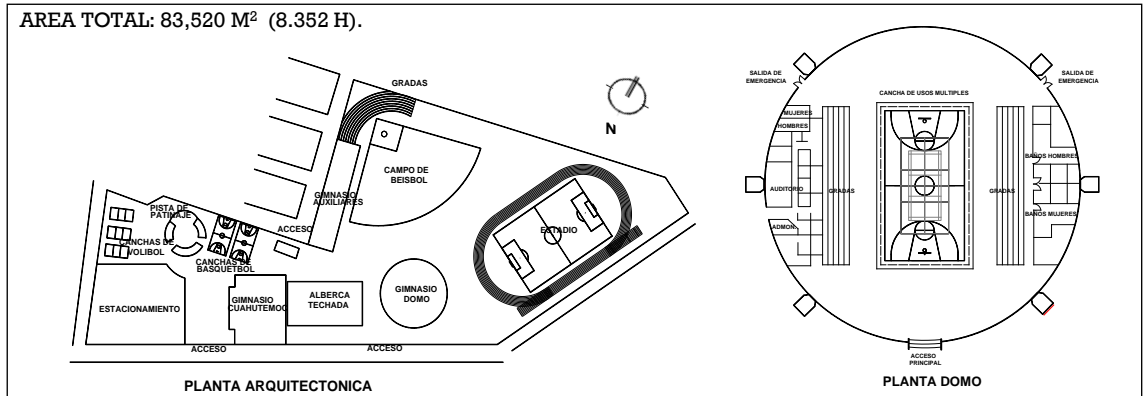 AREA TOTAL: 83,520 M² (8.352 H).
GRADAS
N
CAMPO DE
BEISBOL
GIMNASIO
AUXILIARES
ACCESO
PISTA DE
PATINAJE
CANCHAS DE
VOLIBOL
CANCHAS DE
BASQUETBOL
ESTADIO
ESTACIONAMIENTO
GIMNASIO
CUAHUTEMOC
ALBERCA
TECHADA
GIMNASIO
DOMO
ACCESO
ACCESO
PLANTA ARQUITECTONICA
SALIDA DE
EMERGENCIA
SALIDA DE
EMERGENCIA
CANCHA DE USOS MULTIPLES
MUJERES
HOMBRES
AUDITORIO
GRADAS
ADMON.
GRADAS
BAÑOS HOMBRES
BAÑOS MUJERES
ACCESO
PRINCIPAL
PLANTA DOMO